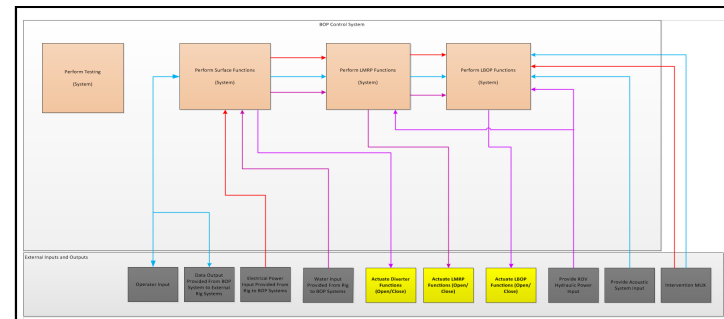 BOP Control System
Perform Testing
(System)
Perform Surface Functions
(System)
Perform LMRP Functions
(System)
Perform LBOP Functions
(System)
External Inputs and Outputs
Operator Input
Data Output
Provided From BOP
System to External
Rig Systems
Electrical Power
Input Provided From
Rig to BOP Systems
Water Input
Provided From Rig
to BOP Systems
Actuate Diverter
Functions
(Open/Close)
Actuate LMRP
Functions (Open/
Close)
Actuate LBOP
Functions (Open/
Close)
Provide ROV
Hydraulic Power
Input
Provide Acoustic
System Input
Intervention MUX